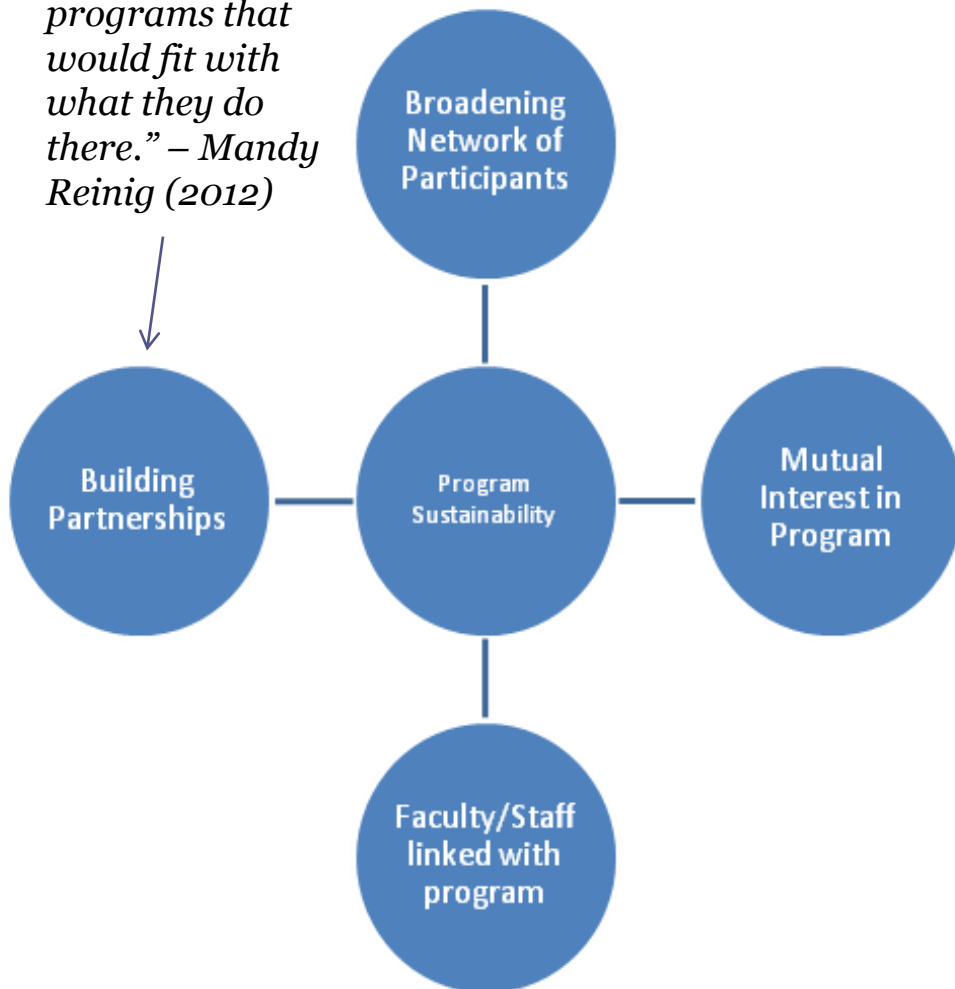 programs that
would fit with
what they do
there.” – Mandy
Reinig (2012)
Broadening
Network of
Participants
Building
Partnerships
Program
Sustainability
Mutual
Interest in
Program
Faculty/Staff
linked with
program